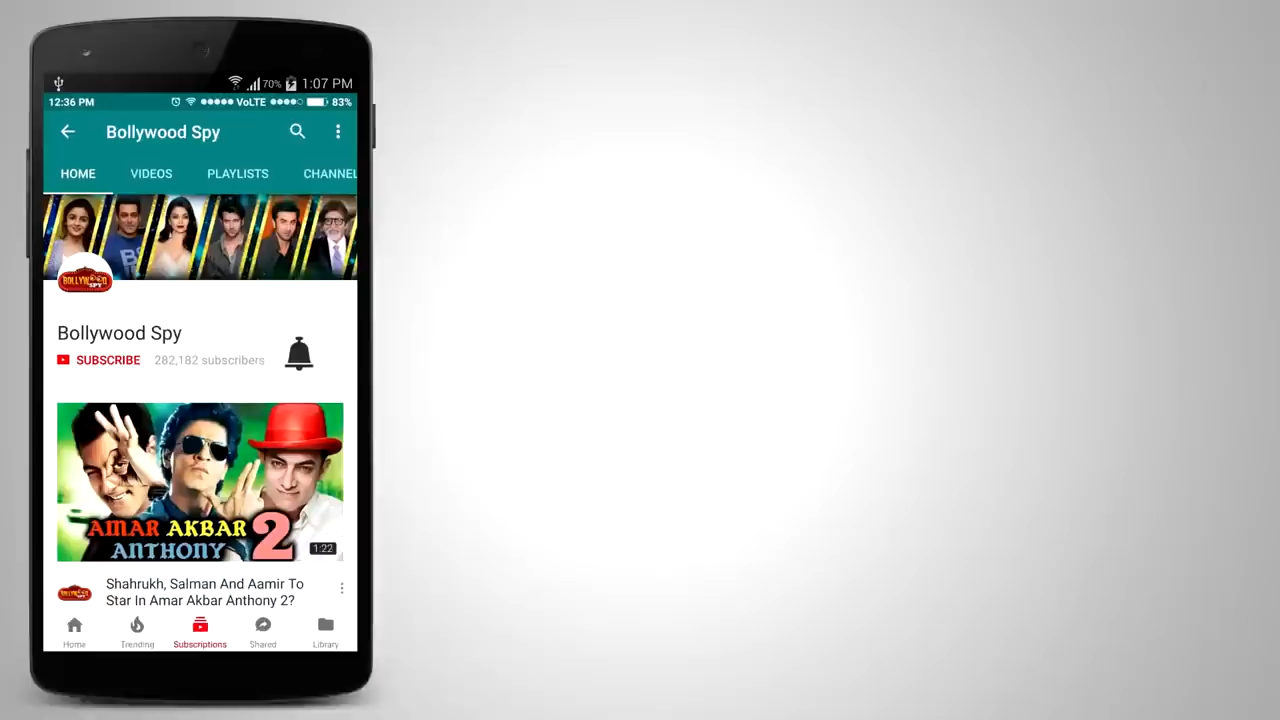 70% 1:07 PM
12:36 PM VoLTE 83%
Bollywood Spy
HOME VIDEOS PLAYLISTS CHANNEL
BOLLYWOOD
SPY
Bollywood Spy
SUBSCRIBE 282,182 subscribers
AMAR AKBAR
ANTHONY 2
1:22
Shahrukh, Salman And Aamir To
Star In Amar Akbar Anthony 2?
Home Trending Subscriptions Shared Library